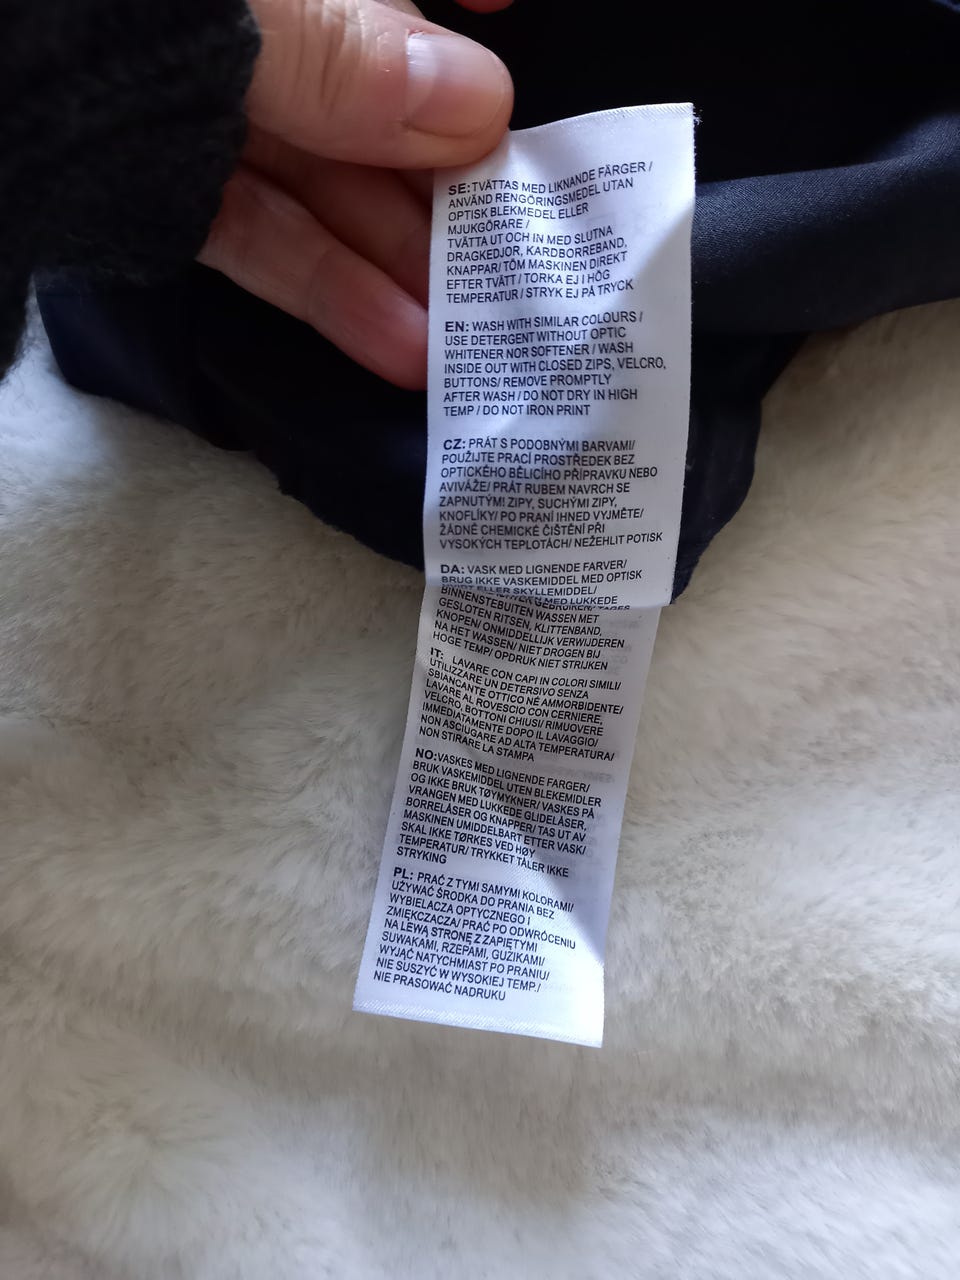 SE:TVÄTTAS MED LIKNANDE FÄRGER /
ANVÄND RENGÖRINGSMEDEL UTAN
OPTISK BLEKMEDEL ELLER
MJUKGÖRARE /
TVÄTTA UT OCH IN MED SLUTNA
DRAGKEDJOR, KARDBORREBAND,
KNAPPAR/ TÖM MASKINEN DIREKT
EFTER TVÄTT / TORKA EJ I HÖG
TEMPERATUR / STRYK EJ PÅ TRYCK
EN: WASH WITH SIMILAR COLOURS /
USE DETERGENT WITHOUT OPTIC
WHITENER NOR SOFTENER / WASH
INSIDE OUT WITH CLOSED ZIPS, VELCRO,
BUTTONS/ REMOVE PROMPTLY
AFTER WASH / DO NOT DRY IN HIGH
TEMP / DO NOT IRON PRINT
CZ: PRÁT S PODOBNÝMI BARVAMI/
POUŽIJTE PRACÍ PROSTŘEDEK BEZ
OPTICKÉHO BĚLICÍHO PŘÍPRAVKU NEBO
AVIVÁŽE/ PRÁT RUBEM NAVRCH SE
ZAPNUTÝMI ZIPY, SUCHÝMI ZIPY,
KNOFLÍKY/ PO PRANÍ IHNED VYJMĚTE/
ŽÁDNÉ CHEMICKÉ ČIŠTĚNÍ PŘI
VYSOKÝCH TEPLOTÁCH/ NEŽEHLIT POTISK
DA: VASK MED LIGNENDE FARVER/
BRUG IKKE VASKEMIDDEL MED OPTISK
ELLER SKYLLEMIDDEL/
MED LUKKEDE
BINNENSTEBUITEN WASSEN MET
GESLOTEN RITSEN, KLITTENBAND,
KNOPEN/ ONMIDDELLIJK VERWIJDEREN
NA HET WASSEN/ NIET DROGEN BIJ
HOGE TEMP/ OPDRUK NIET STRIJKEN
IT: LAVARE CON CAPI IN COLORI SIMILI/
UTILIZZARE UN DETERSIVO SENZA
SBIANCANTE OTTICO NÉ AMMORBIDENTE/
LAVARE AL ROVESCIO CON CERNIERE,
VELCRO, BOTTONI CHIUSI/ RIMUOVERE
IMMEDIATAMENTE DOPO IL LAVAGGIO/
NON ASCIUGARE AD ALTA TEMPERATURA/
NON STIRARE LA STAMPA
NO:VASKES MED LIGNENDE FARGER/
BRUK VASKEMIDDEL UTEN BLEKEMIDLER
OG IKKE BRUK TØYMYKNER/ VASKES PÅ
VRANGEN MED LUKKEDE GLIDELÅSER,
BORRELÅSER OG KNAPPER/ TAS UT AV
MASKINEN UMIDDELBART ETTER VASK/
SKAL IKKE TØRKES VED HØY
TEMPERATUR/ TRYKKET TÅLER IKKE
STRYKING
PL: PRAĆ Z TYMI SAMYMI KOLORAMI/
UŻYWAĆ ŚRODKA DO PRANIA BEZ
WYBIELACZA OPTYCZNEGO I
ZMIĘKCZACZA/ PRAĆ PO ODWRÓCENIU
NA LEWĄ STRONĘ Z ZAPIĘTYMI
SUWAKAMI, RZEPAMI, GUZIKAMI/
WYJĄĆ NATYCHMIAST PO PRANIU/
NIE SUSZYĆ W WYSOKIEJ TEMP./
NIE PRASOWAĆ NADRUKU